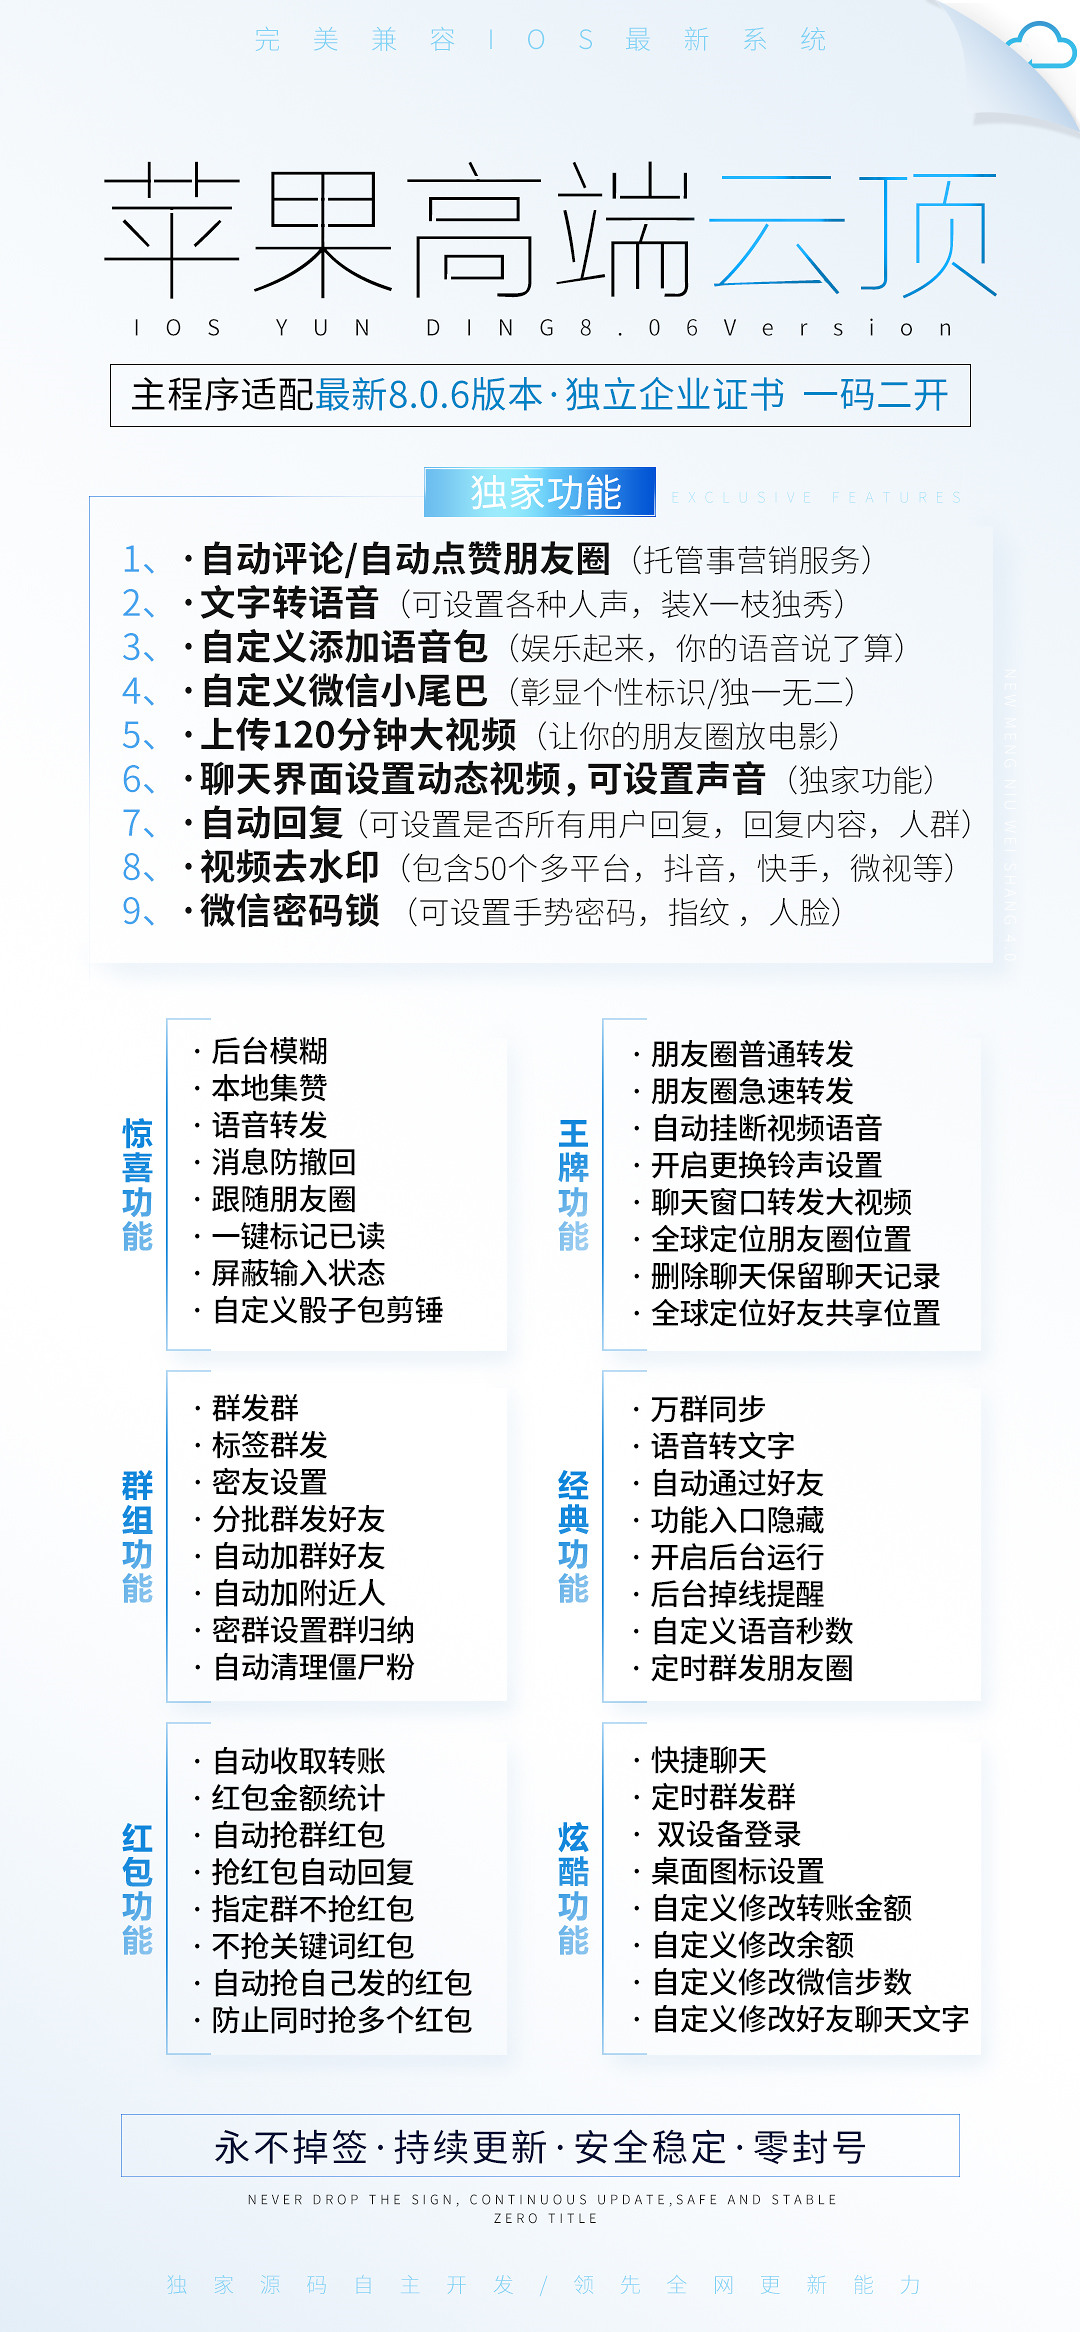 完美兼容IOS最新系统
苹果高端云顶
IOS YUN DING8.06Version
主程序适配最新8.0.6版本·独立企业证书 一码二开
独家功能
EXCLUSIVE FEATURES
1、·自动评论/自动点赞朋友圈（托管事营销服务）
2、·文字转语音（可设置各种人声，装X一枝独秀）
3、·自定义添加语音包（娱乐起来，你的语音说了算）
4、·自定义微信小尾巴（彰显个性标识/独一无二）
5、·上传120分钟大视频（让你的朋友圈放电影）
6、·聊天界面设置动态视频，可设置声音（独家功能）
7、·自动回复（可设置是否所有用户回复，回复内容，人群）
8、·视频去水印（包含50个多平台，抖音，快手，微视等）
9、·微信密码锁（可设置手势密码，指纹，人脸）
NEW MENG NIU WEI SHANG
惊喜功能
·后台模糊
·本地集赞
·语音转发
·消息防撤回
·跟随朋友圈
·一键标记已读
·屏蔽输入状态
·自定义骰子包剪锤
王牌功能
·朋友圈普通转发
·朋友圈急速转发
·自动挂断视频语音
·开启更换铃声设置
·聊天窗口转发大视频
·全球定位朋友圈位置
·删除聊天保留聊天记录
·全球定位好友共享位置
群组功能
·群发群
·标签群发
·密友设置
·分批群发好友
·自动加群好友
·自动加附近人
·密群设置群归纳
·自动清理僵尸粉
经典功能
·万群同步
·语音转文字
·自动通过好友
·功能入口隐藏
·开启后台运行
·后台掉线提醒
·自定义语音秒数
·定时群发朋友圈
红包功能
·自动收取转账
·红包金额统计
·自动抢群红包
·抢红包自动回复
·指定群不抢红包
·不抢关键词红包
·自动抢自己发的红包
·防止同时抢多个红包
炫酷功能
·快捷聊天
·定时群发群
·双设备登录
·桌面图标设置
·自定义修改转账金额
·自定义修改余额
·自定义修改微信步数
·自定义修改好友聊天文字
永不掉签·持续更新·安全稳定·零封号
NEVER DROP THE SIGN, CONTINUOUS UPDATE,SAFE AND STABLE
ZERO TITLE
独家源码自主开发/领先全网更新能力